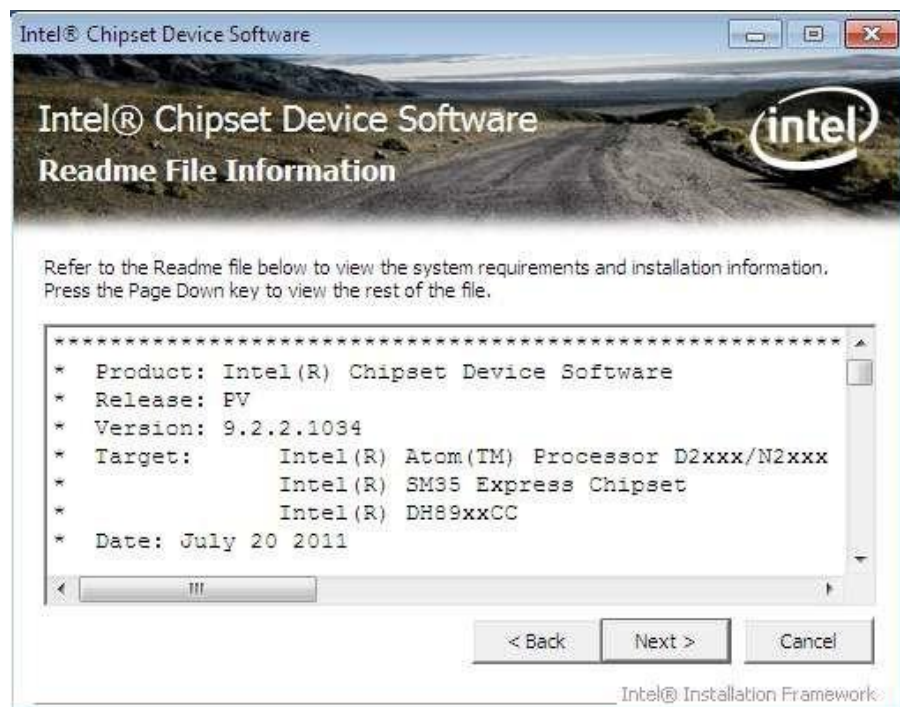 Intel® Chipset Device Software
Intel® Chipset Device Software
intel
Readme File Information
Refer to the Readme file below to view the system requirements and installation information.
Press the Page Down key to view the rest of the file.
************************************************************
* Product: Intel(R) Chipset Device Software
* Release: PV
* Version: 9.2.2.1034
* Target: Intel(R) Atom(TM) Processor D2xxx/N2xxx
* Intel(R) SM35 Express Chipset
* Intel(R) DH89xxCC
* Date: July 20 2011
< Back Next > Cancel
Intel® Installation Framework